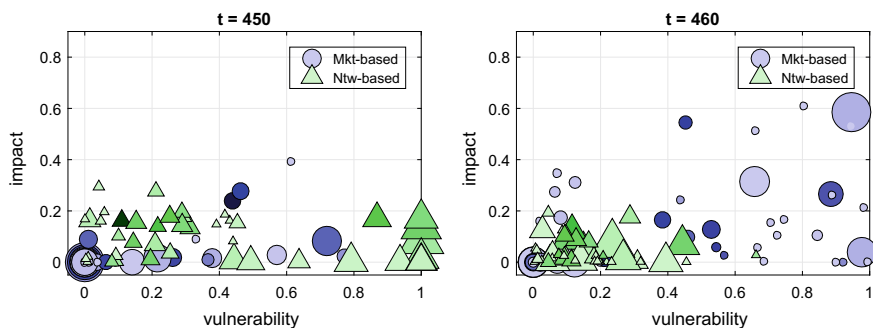 t = 450
0.8
0.6
0.4
0.2
0
impact
Mkt-based
Ntw-based
0 0.2 0.4 0.6 0.8 1
vulnerability
t = 460
0.8
0.6
0.4
0.2
0
impact
Mkt-based
Ntw-based
0 0.2 0.4 0.6 0.8 1
vulnerability